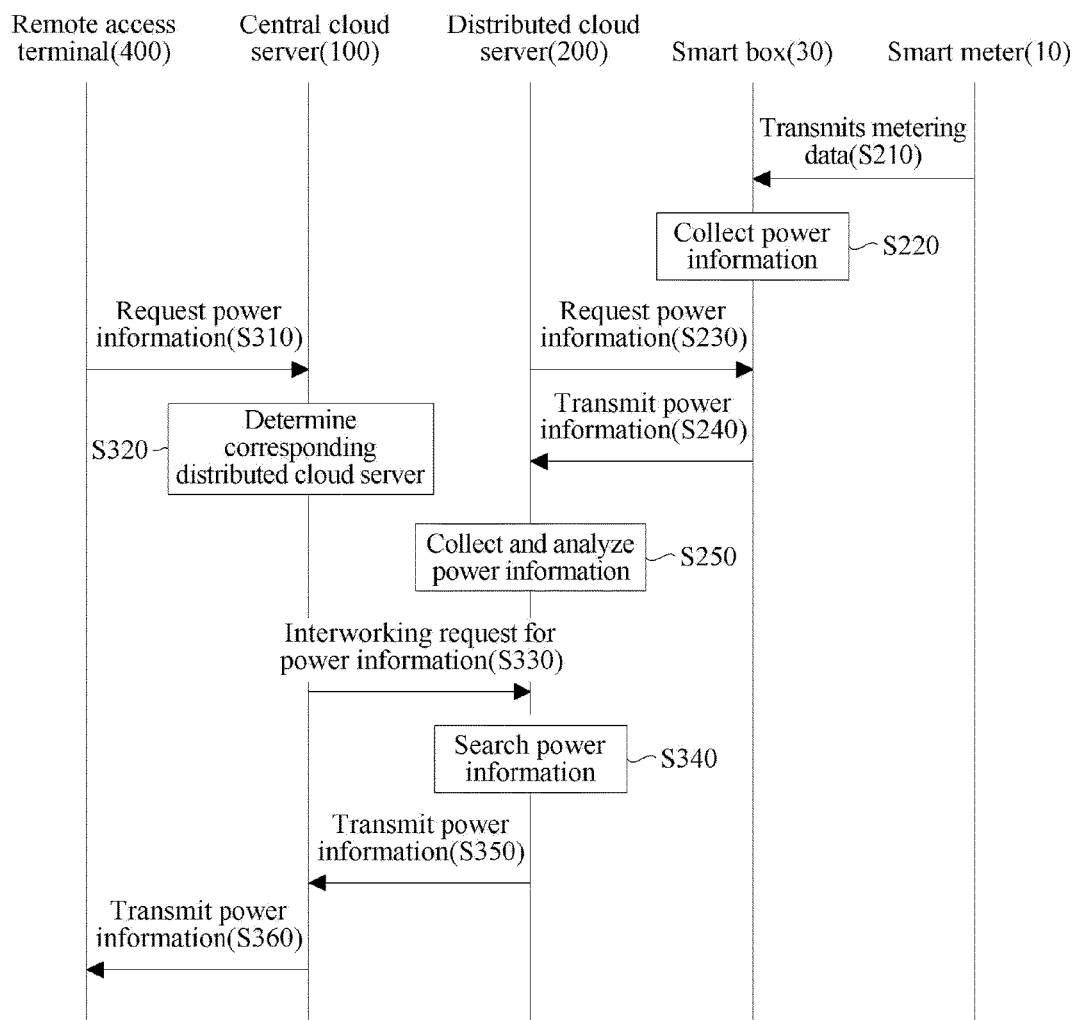 Remote access
terminal(400)
Central cloud
server(100)
Distributed cloud
server(200)
Smart box(30)
Smart meter(10)
Transmits metering
data(S210)
Collect power
information
S220
Request power
information(S310)
Request power
information(S230)
Determine
corresponding
distributed cloud server
S320
Transmit power
information(S240)
Collect and analyze
power information
S250
Interworking request for
power information(S330)
Search power
information
S340
Transmit power
information(S350)
Transmit power
information(S360)